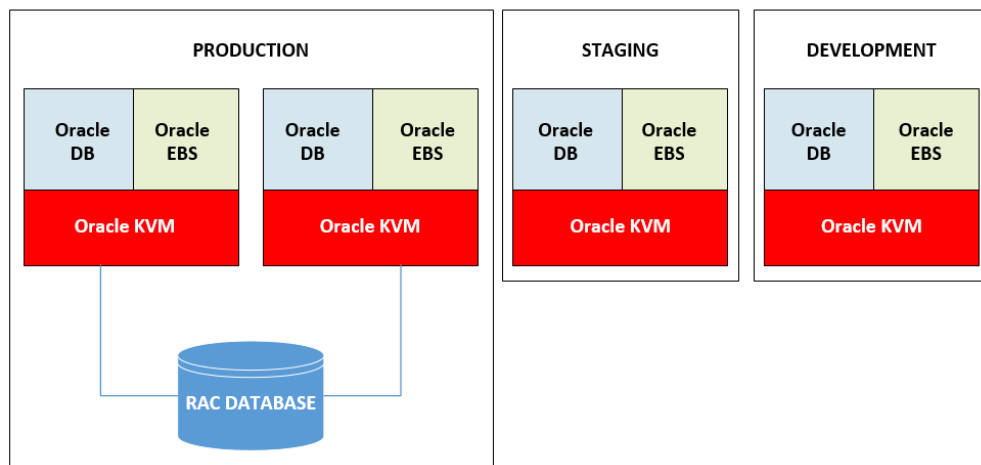 PRODUCTION
STAGING
DEVELOPMENT
Oracle
DB
Oracle
EBS
Oracle
DB
Oracle
EBS
Oracle
DB
Oracle
EBS
Oracle
DB
Oracle
EBS
Oracle KVM
Oracle KVM
Oracle KVM
Oracle KVM
RAC DATABASE